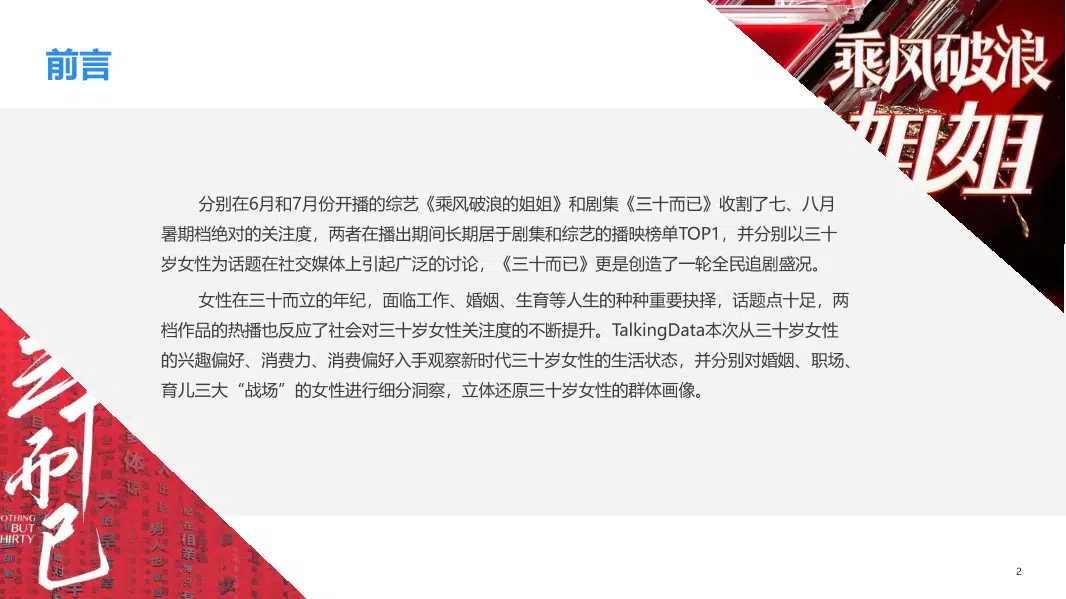 前言
乘风破浪
姐姐
分别在6月和7月份开播的综艺《乘风破浪的姐姐》和剧集《三十而已》收割了七、八月
暑期档绝对的关注度，两者在播出期间长期居于剧集和综艺的播映榜单TOP1，并分别以三十
岁女性为话题在社交媒体上引起广泛的讨论，《三十而已》更是创造了一轮全民追剧盛况。
女性在三十而立的年纪，面临工作、婚姻、生育等人生的种种重要抉择，话题点十足，两
档作品的热播也反应了社会对三十岁女性关注度的不断提升。TalkingData本次从三十岁女性
的兴趣偏好、消费力、消费偏好入手观察新时代三十岁女性的生活状态，并分别对婚姻、职场、
育儿三大“战场”的女性进行细分洞察，立体还原三十岁女性的群体画像。
三十
而
已
OTHING
BUT
HIRTY
2